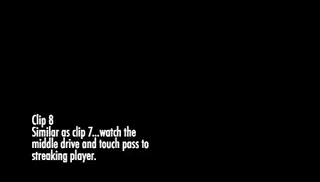 Clip 8
Similar as clip 7...watch the
middle drive and touch pass to
streaking player.